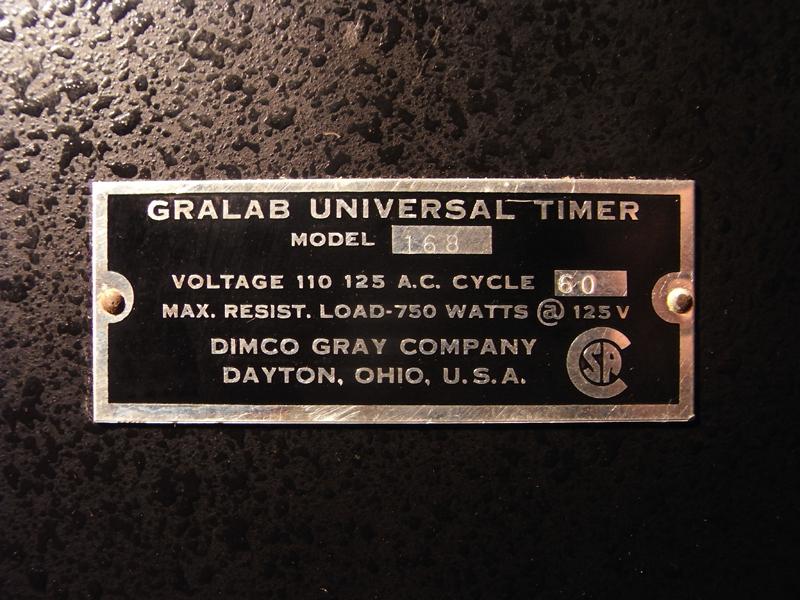 GRALAB UNIVERSAL TIMER
MODEL 168
VOLTAGE 110 125 A.C. CYCLE 60
MAX. RESIST. LOAD-750 WATTS @ 125 V
DIMCO GRAY COMPANY
DAYTON, OHIO, U.S.A.
CSA